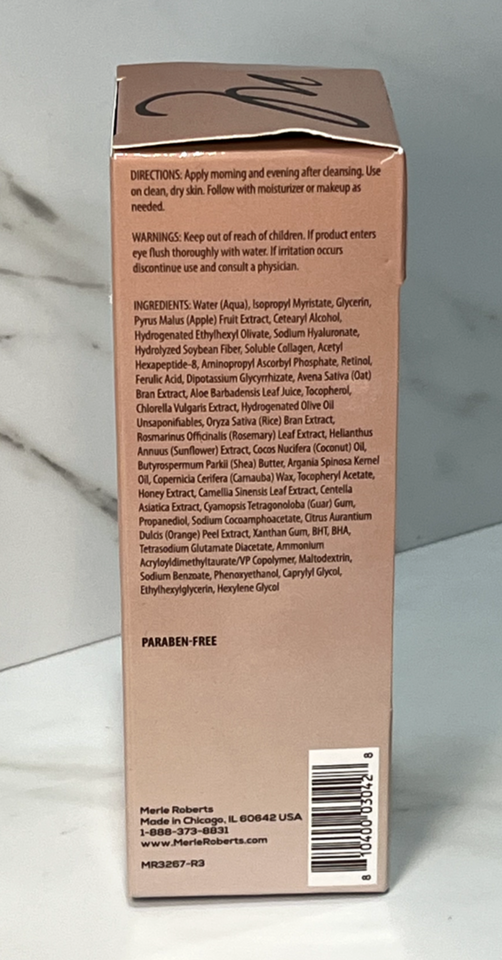 DIRECTIONS: Apply morning and evening after cleansing. Use
on clean, dry skin. Follow with moisturizer or makeup as
needed.
WARNINGS: Keep out of reach of children. If product enters
eye flush thoroughly with water. If irritation occurs
discontinue use and consult a physician.
INGREDIENTS: Water (Aqua), Isopropyl Myristate, Glycerin,
Pyrus Malus (Apple) Fruit Extract, Cetearyl Alcohol,
Hydrogenated Ethylhexyl Olivate, Sodium Hyaluronate,
Hydrolyzed Soybean Fiber, Soluble Collagen, Acetyl
Hexapeptide-8, Aminopropyl Ascorbyl Phosphate, Retinol,
Ferulic Acid, Dipotassium Glycyrrhizate, Avena Sativa (Oat)
Bran Extract, Aloe Barbadensis Leaf Juice, Tocopherol,
Chlorella Vulgaris Extract, Hydrogenated Olive Oil
Unsaponifiables, Oryza Sativa (Rice) Bran Extract,
Rosmarinus Officinalis (Rosemary) Leaf Extract, Helianthus
Annuus (Sunflower) Extract, Cocos Nucifera (Coconut) Oil,
Butyrospermum Parkii (Shea) Butter, Argania Spinosa Kernel
Oil, Copernicia Cerifera (Carnauba) Wax, Tocopheryl Acetate,
Honey Extract, Camellia Sinensis Leaf Extract, Centella
Asiatica Extract, Cyamopsis Tetragonoloba (Guar) Gum,
Propanediol, Sodium Cocoamphoacetate, Citrus Aurantium
Dulcis (Orange) Peel Extract, Xanthan Gum, BHT, BHA,
Tetrasodium Glutamate Diacetate, Ammonium
Acryloyldimethyltaurate/VP Copolymer, Maltodextrin,
Sodium Benzoate, Phenoxyethanol, Caprylyl Glycol,
Ethylhexylglycerin, Hexylene Glycol
PARABEN-FREE
Merle Roberts
Made in Chicago, IL 60642 USA
1-888-373-8831
www.MerleRoberts.com
MR3267-R3
8 10400 03042 8